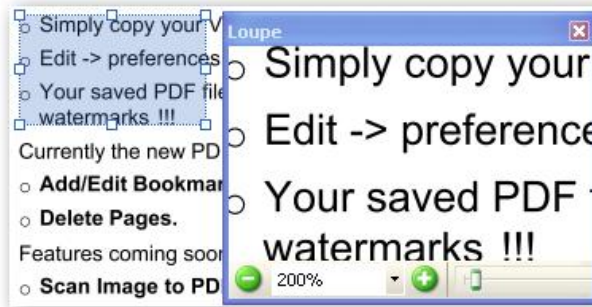 Simply copy your V
Edit -> preferences
Your saved PDF file
watermarks !!!
Currently the new PD
Add/Edit Bookmar
Delete Pages.
Features coming soon
Scan Image to PD
Loupe
Simply copy your
Edit -> preference
Your saved PDF
watermarks !!!
200%